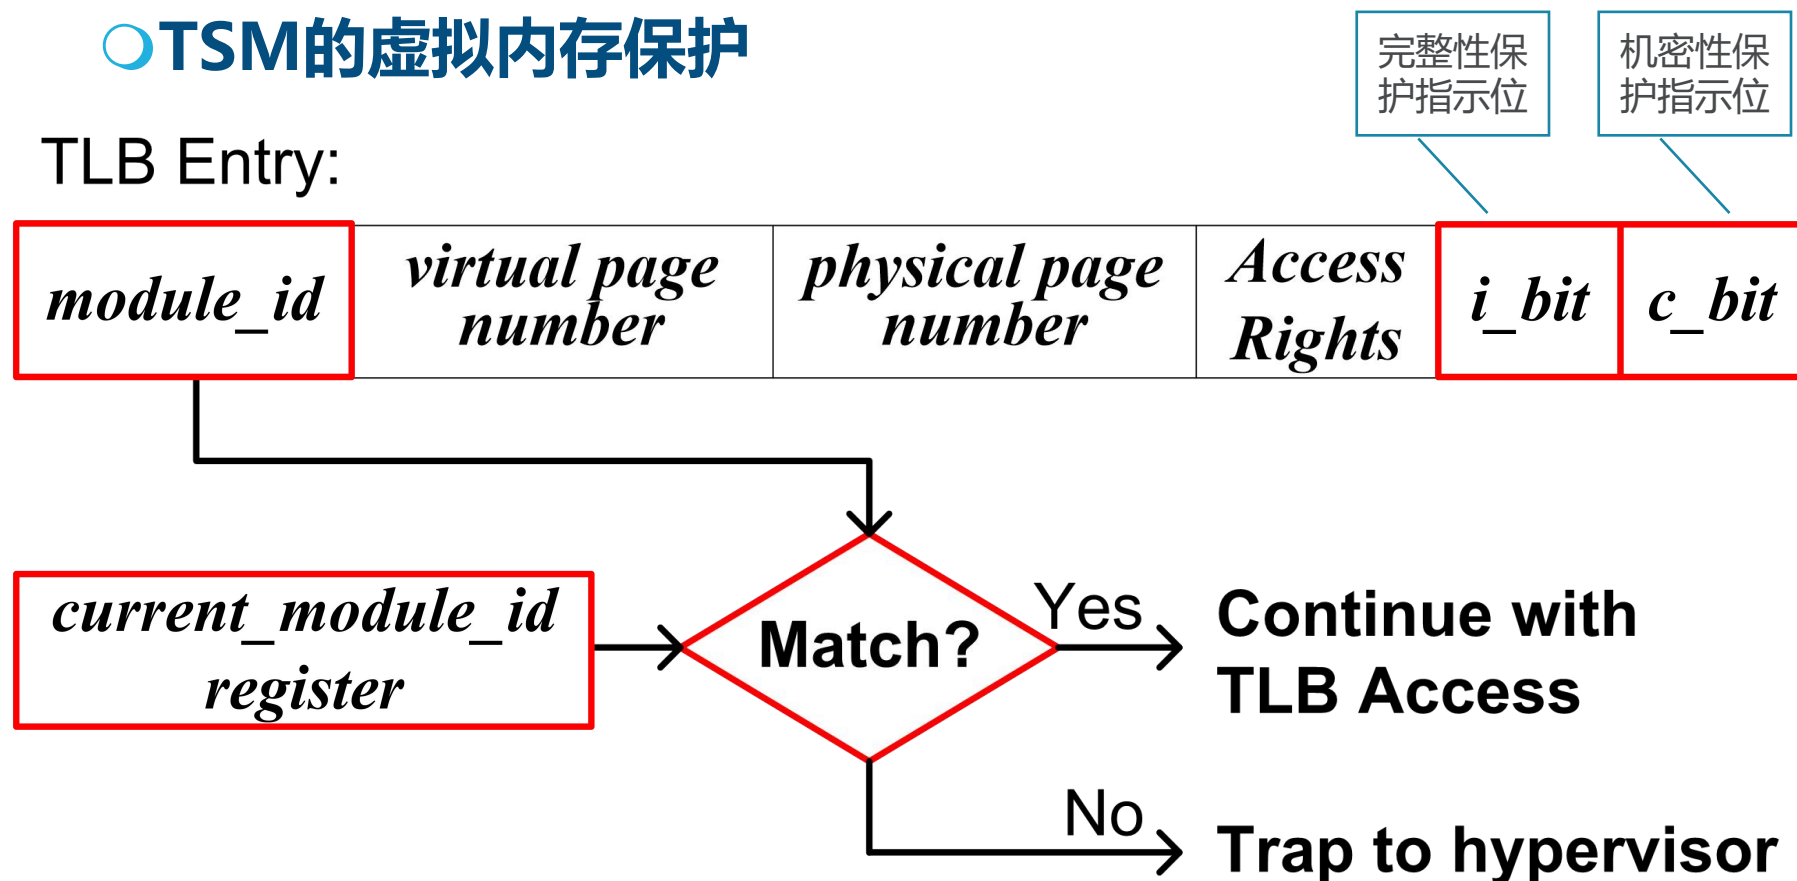 TSM的虚拟内存保护
完整性保
护指示位
机密性保
护指示位
TLB Entry:
module_id
virtual page
number
physical page
number
Access
Rights
i_bit
c_bit
current_module_id
register
Match?
Yes
Continue with
TLB Access
No
Trap to hypervisor